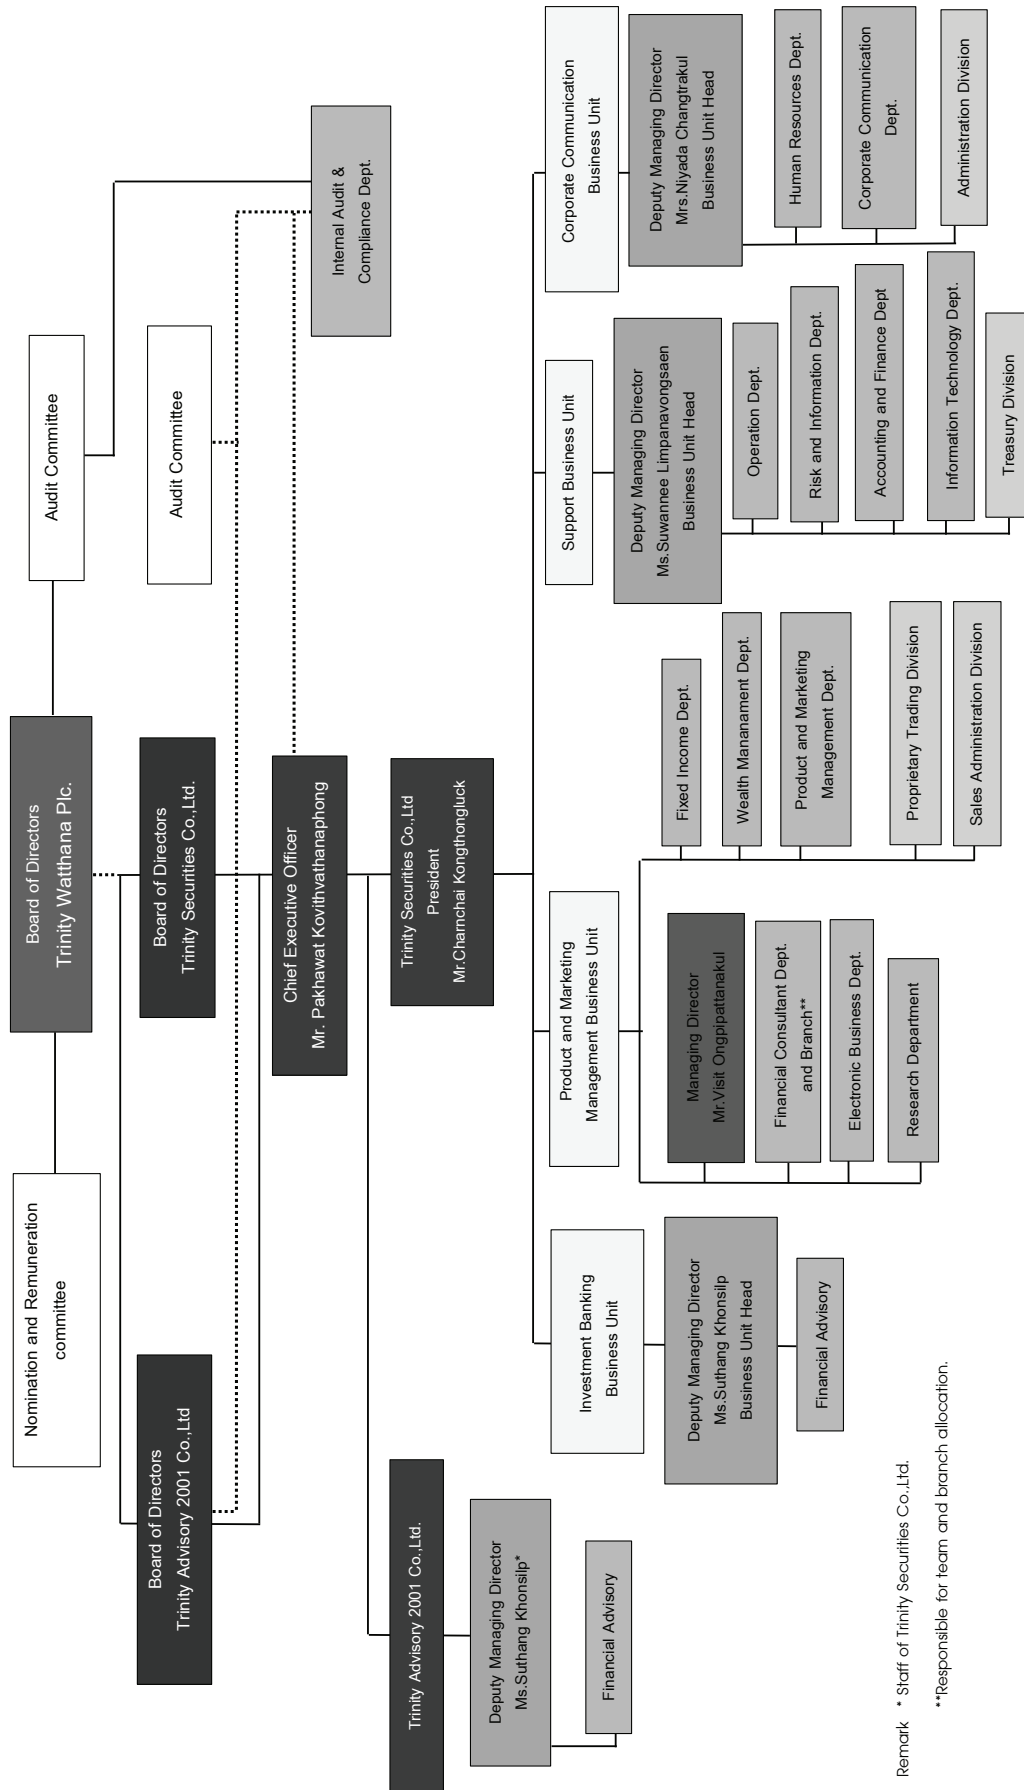 Nomination and Remuneration
committee
Board of Directors
Trinity Watthana Plc.
Audit Committee
Board of Directors
Trinity Advisory 2001 Co.,Ltd
Board of Directors
Trinity Securities Co.,Ltd.
Audit Committee
Chief Executive Officer
Mr. Pakhawat Kovithvathanaphong
Internal Audit &
Compliance Dept.
Trinity Advisory 2001 Co.,Ltd.
Trinity Securities Co.,Ltd
President
Mr.Charnchai Kongthongluck
Deputy Managing Director
Ms.Suthang Khonsilp*
Financial Advisory
Investment Banking
Business Unit
Deputy Managing Director
Ms.Suthang Khonsilp
Business Unit Head
Financial Advisory
Product and Marketing
Management Business Unit
Managing Director
Mr.Visit Ongpipattanakul
Financial Consultant Dept.
and Branch**
Electronic Business Dept.
Research Department
Fixed Income Dept.
Wealth Mananament Dept.
Product and Marketing
Management Dept.
Proprietary Trading Division
Sales Administration Division
Support Business Unit
Deputy Managing Director
Ms.Suwannee Limpanavongsaen
Business Unit Head
Operation Dept.
Risk and Information Dept.
Accounting and Finance Dept
Information Technology Dept.
Treasury Division
Corporate Communication
Business Unit
Deputy Managing Director
Mrs.Niyada Changtrakul
Business Unit Head
Human Resources Dept.
Corporate Communication
Dept.
Administration Division
Remark * Staff of Trinity Securities Co.,Ltd.
**Responsible for team and branch allocation.